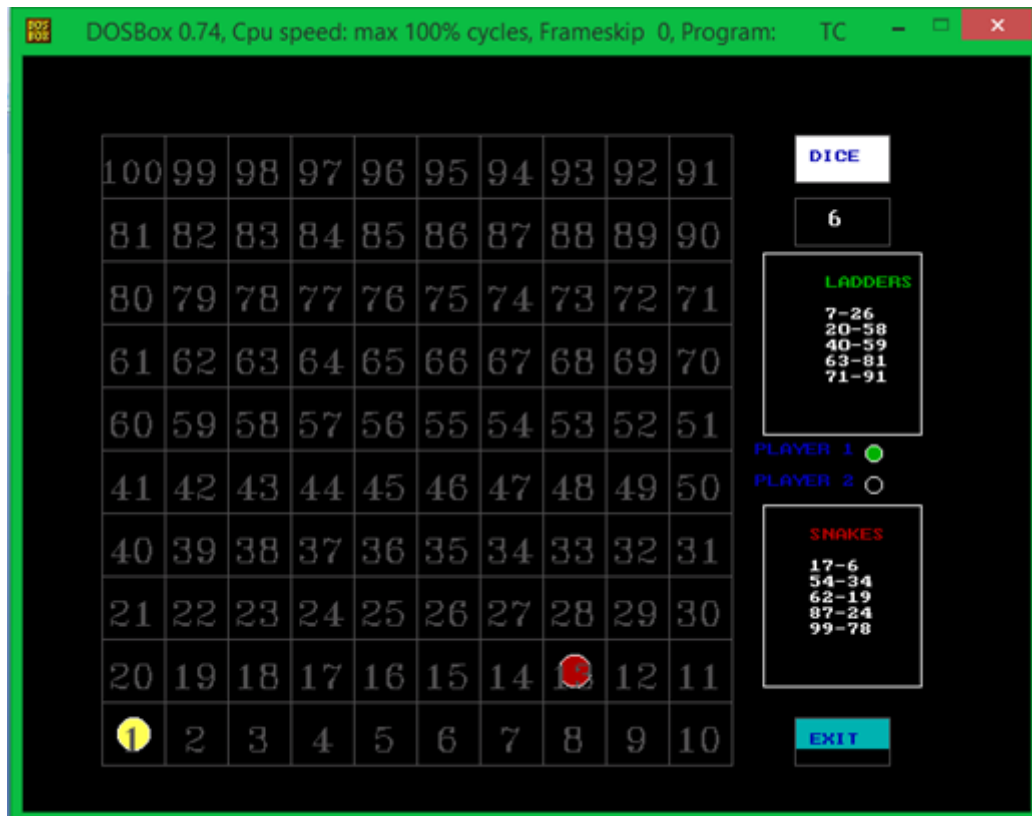 DOS
BOX
DOSBox 0.74, Cpu speed: max 100% cycles, Frameskip 0, Program: TC
100 99 98 97 96 95 94 93 92 91
81 82 83 84 85 86 87 88 89 90
80 79 78 77 76 75 74 73 72 71
61 62 63 64 65 66 67 68 69 70
60 59 58 57 56 55 54 53 52 51
41 42 43 44 45 46 47 48 49 50
40 39 38 37 36 35 34 33 32 31
21 22 23 24 25 26 27 28 29 30
20 19 18 17 16 15 14 13 12 11
1 2 3 4 5 6 7 8 9 10
DICE
6
LADDERS
7-26
20-58
40-59
63-81
71-91
PLAYER 1
PLAYER 2
SNAKES
17-6
54-34
62-19
87-24
99-78
EXIT